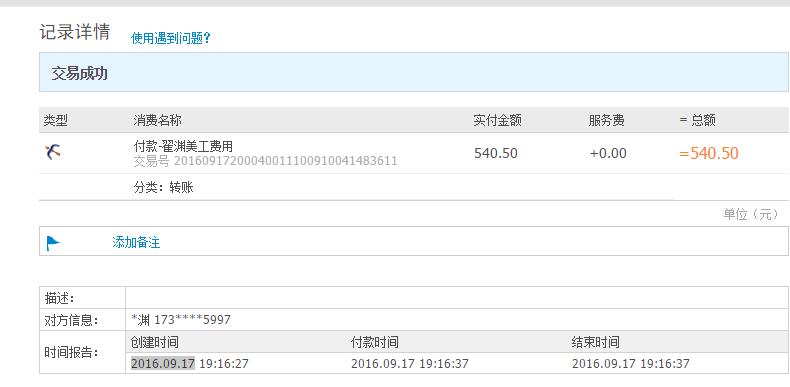 记录详情 使用遇到问题?
交易成功
类型 消费名称 实付金额 服务费 = 总额
付款-翟渊美工费用 540.50 +0.00 =540.50
交易号 20160917200040011100910041483611
分类：转账
单位（元）
添加备注
描述：
对方信息： *渊 173****5997
时间报告： 创建时间 付款时间 结束时间
2016.09.17 19:16:27 2016.09.17 19:16:37 2016.09.17 19:16:37